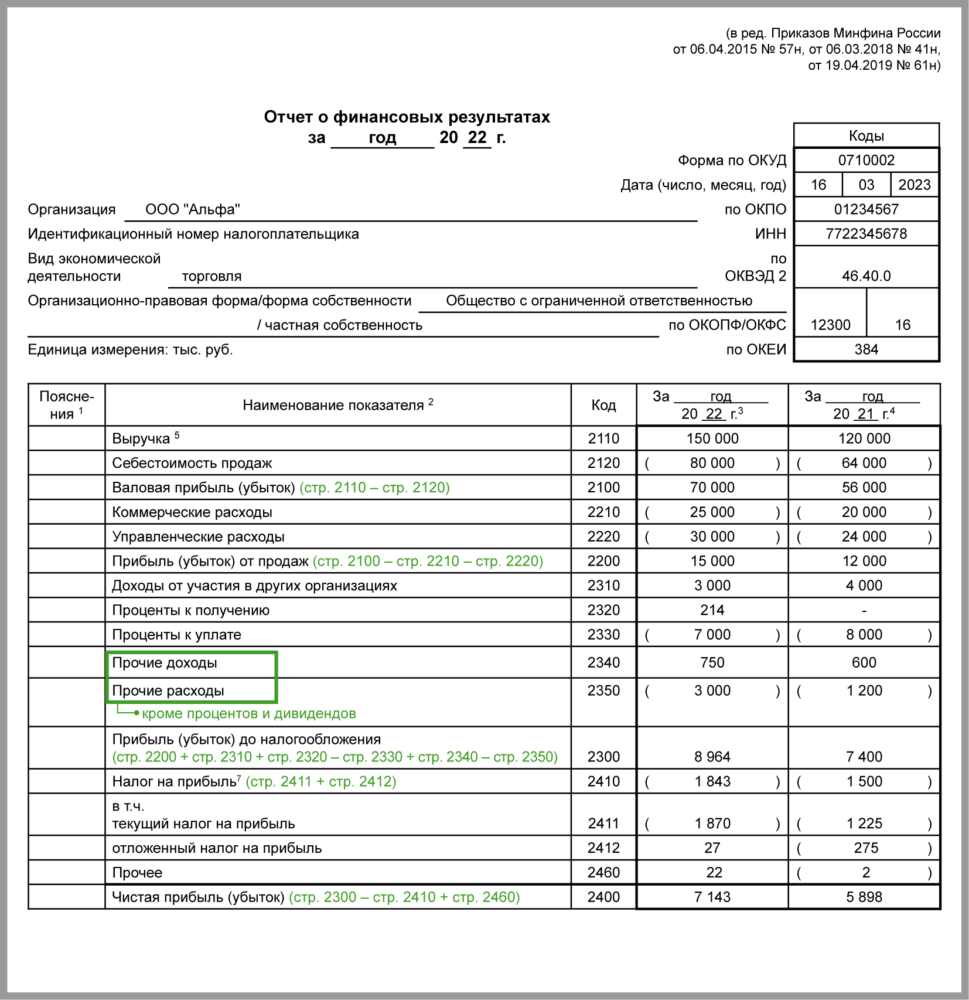 (в ред. Приказов Минфина России
от 06.04.2015 № 57н, от 06.03.2018 № 41н,
от 19.04.2019 № 61н)
Отчет о финансовых результатах
за год 20 22 г.
Коды
Форма по ОКУД 0710002
Дата (число, месяц, год) 16 03 2023
Организация ООО "Альфа" по ОКПО 01234567
Идентификационный номер налогоплательщика ИНН 7722345678
Вид экономической по
деятельности торговля ОКВЭД 2 46.40.0
Организационно-правовая форма/форма собственности Общество с ограниченной ответственностью
/ частная собственность по ОКОПФ/ОКФС 12300 16
Единица измерения: тыс. руб. по ОКЕИ 384
Поясне-
ния 1 Наименование показателя 2 Код За год 20 22 г.3 За год 20 21 г.4
Выручка 5 2110 150 000 120 000
Себестоимость продаж 2120 ( 80 000 ) ( 64 000 )
Валовая прибыль (убыток) (стр. 2110 – стр. 2120) 2100 70 000 56 000
Коммерческие расходы 2210 ( 25 000 ) ( 20 000 )
Управленческие расходы 2220 ( 30 000 ) ( 24 000 )
Прибыль (убыток) от продаж (стр. 2100 – стр. 2210 – стр. 2220) 2200 15 000 12 000
Доходы от участия в других организациях 2310 3 000 4 000
Проценты к получению 2320 214 -
Проценты к уплате 2330 ( 7 000 ) ( 8 000 )
Прочие доходы 2340 750 600
Прочие расходы 2350 ( 3 000 ) ( 1 200 )
кроме процентов и дивидендов
Прибыль (убыток) до налогообложения
(стр. 2200 + стр. 2310 + стр. 2320 – стр. 2330 + стр. 2340 – стр. 2350) 2300 8 964 7 400
Налог на прибыль7 (стр. 2411 + стр. 2412) 2410 ( 1 843 ) ( 1 500 )
в т.ч.
текущий налог на прибыль 2411 ( 1 870 ) ( 1 225 )
отложенный налог на прибыль 2412 27 ( 275 )
Прочее 2460 22 ( 2 )
Чистая прибыль (убыток) (стр. 2300 – стр. 2410 + стр. 2460) 2400 7 143 5 898